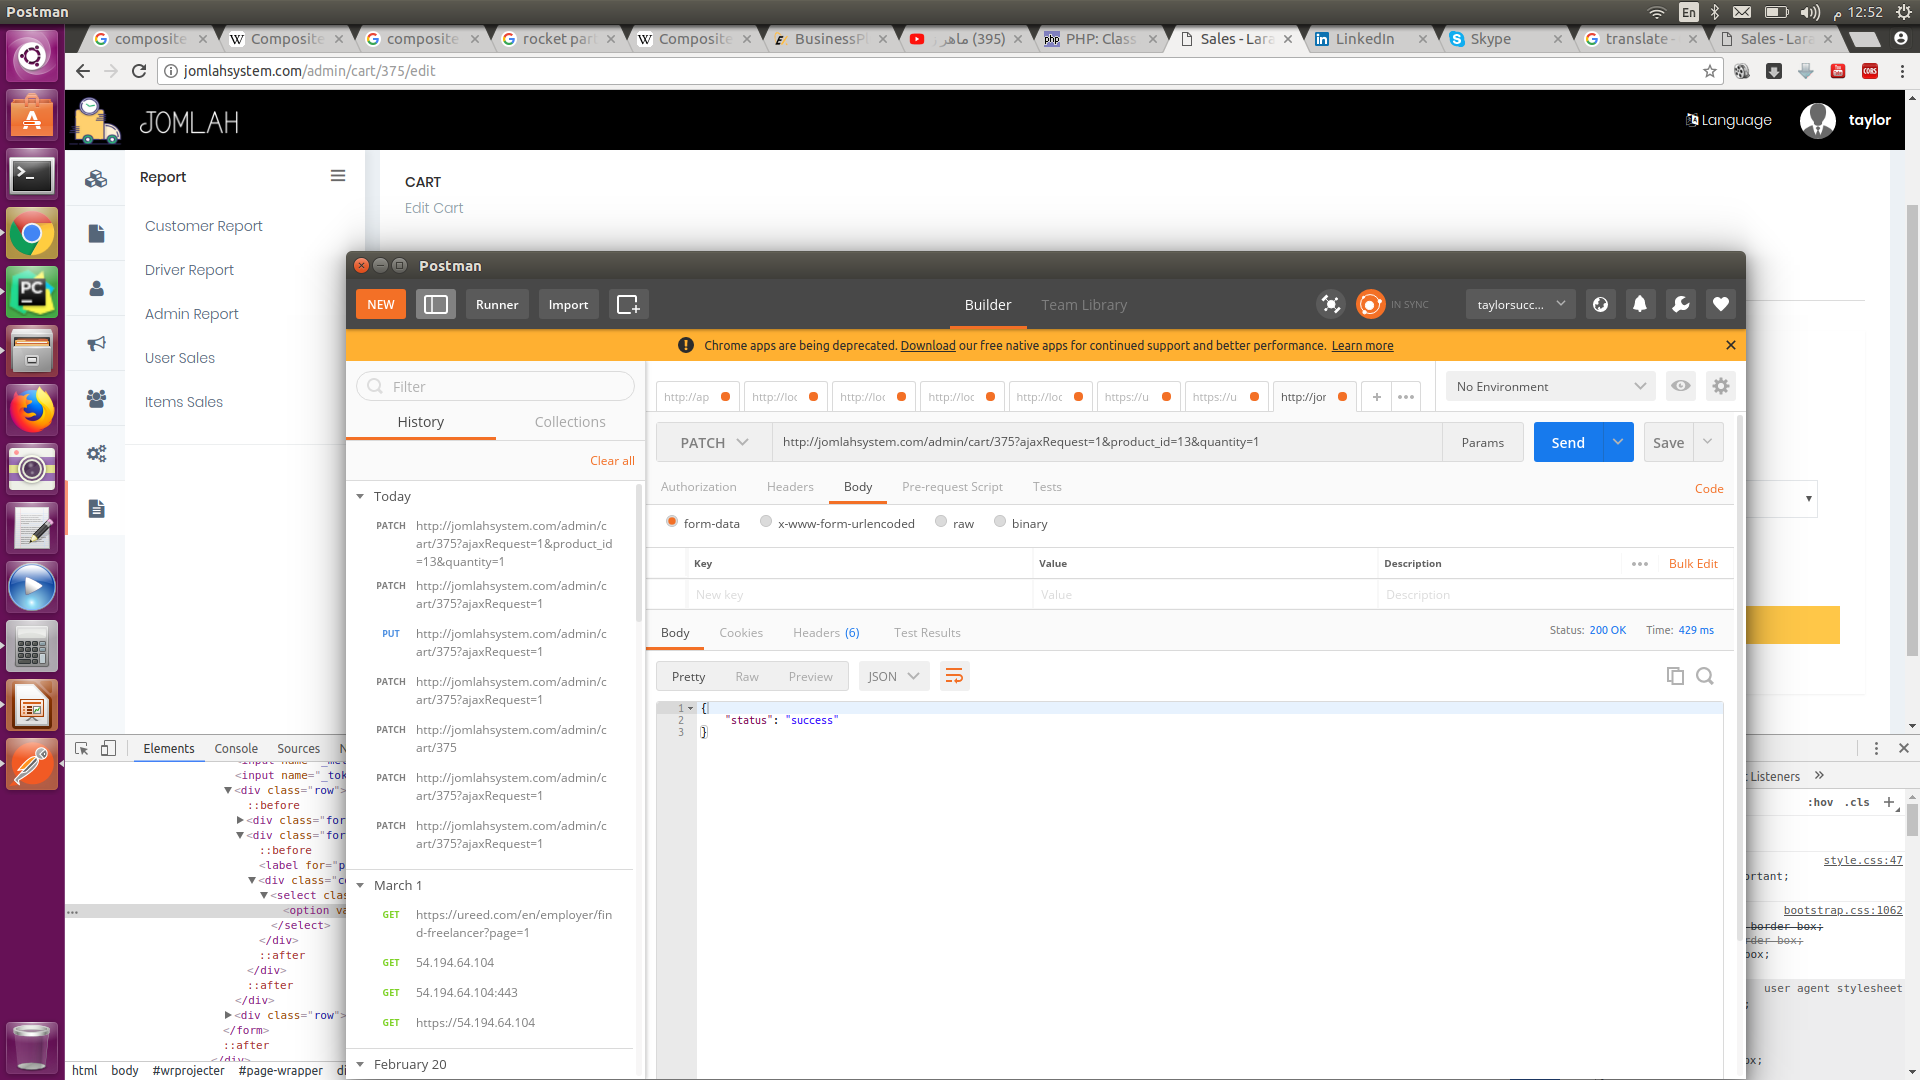 Postman
En
12:52 م
composite
Composite
composite
rocket part
Composite
BusinessPl
(395) ماهر
PHP: Class
Sales - Lara
LinkedIn
Skype
translate -
Sales - Lara
jomlahsystem.com/admin/cart/375/edit
JOMLAH
Language
taylor
Report
Customer Report
Driver Report
Admin Report
User Sales
Items Sales
CART
Edit Cart
Postman
NEW
Runner
Import
Builder
Team Library
IN SYNC
taylorsucc...
Chrome apps are being deprecated. Download our free native apps for continued support and better performance. Learn more
Filter
History
Collections
Clear all
Today
PATCH http://jomlahsystem.com/admin/c
art/375?ajaxRequest=1&product_id
=13&quantity=1
PATCH http://jomlahsystem.com/admin/c
art/375?ajaxRequest=1
PUT http://jomlahsystem.com/admin/c
art/375?ajaxRequest=1
PATCH http://jomlahsystem.com/admin/c
art/375?ajaxRequest=1
PATCH http://jomlahsystem.com/admin/c
art/375
PATCH http://jomlahsystem.com/admin/c
art/375?ajaxRequest=1
PATCH http://jomlahsystem.com/admin/c
art/375?ajaxRequest=1
March 1
GET https://ureed.com/en/employer/fin
d-freelancer?page=1
GET 54.194.64.104
GET 54.194.64.104:443
GET https://54.194.64.104
February 20
http://ap
http://loc
http://loc
http://loc
http://loc
https://u
https://u
http://jor
No Environment
PATCH
http://jomlahsystem.com/admin/cart/375?ajaxRequest=1&product_id=13&quantity=1
Params
Send
Save
Authorization
Headers
Body
Pre-request Script
Tests
Code
form-data
x-www-form-urlencoded
raw
binary
Key
Value
Description
Bulk Edit
New key
Value
Description
Body
Cookies
Headers (6)
Test Results
Status: 200 OK
Time: 429 ms
Pretty
Raw
Preview
JSON
1 {
2 "status": "success"
3 }
Elements
Console
Sources
N
<input name="_tok
<div class="row">
::before
<div class="for
<div class="for
::before
<label for="p
<div class="co
<select clas
<option va
</select>
</div>
::after
</div>
::after
</div>
<div class="row">
</form>
::after
</div>
html body #wrprojecter #page-wrapper di
Listeners
:hov .cls
style.css:47
rtant;
bootstrap.css:1062
border-box;
rder-box;
box;
user agent stylesheet